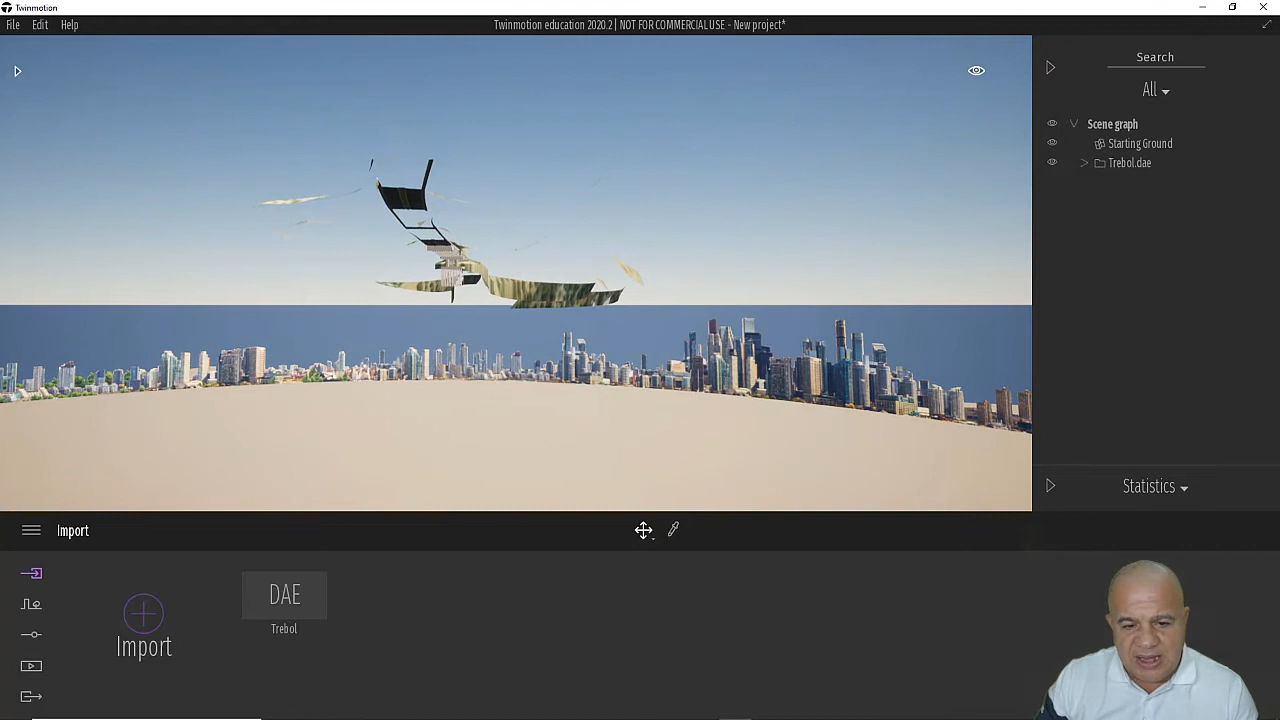 Twinmotion
File Edit Help
Twinmotion education 2020.2 | NOT FOR COMMERCIAL USE - New project*
Search
All
Scene graph
Starting Ground
Trebol.dae
Statistics
Import
DAE
Import
Trebol